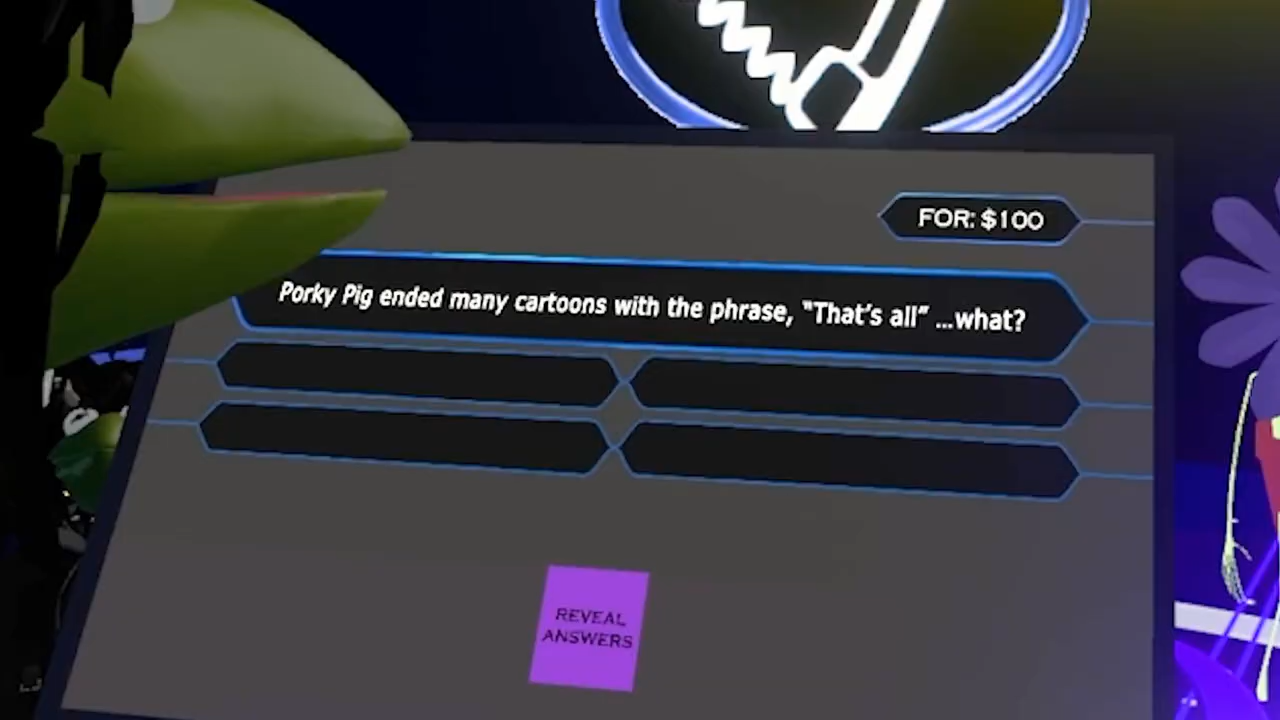 FOR: $100
Porky Pig ended many cartoons with the phrase, "That's all" ...what?
REVEAL
ANSWERS